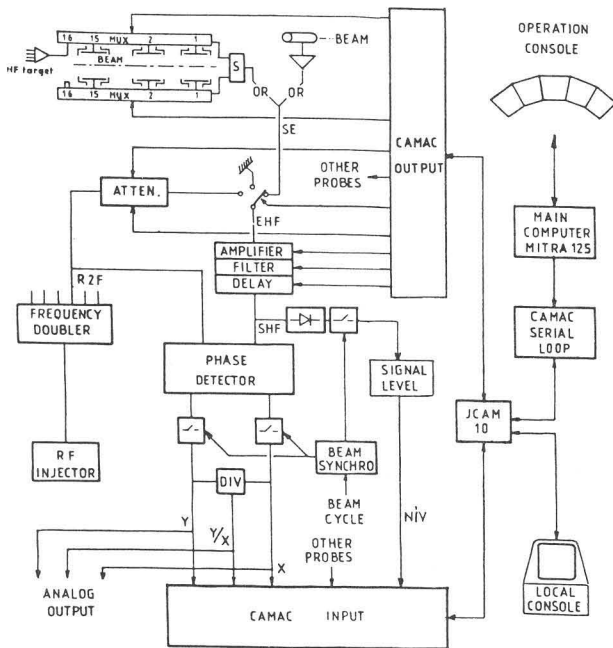 16 15 MUX 2 1
BEAM
HF target
16 15 MUX 2 1
S
BEAM
OR OR
SE
OPERATION
CONSOLE
CAMAC
OUTPUT
OTHER
PROBES
ATTEN.
EHF
AMPLIFIER
FILTER
DELAY
MAIN
COMPUTER
MITRA 125
R2F
FREQUENCY
DOUBLER
SHF
CAMAC
SERIAL
LOOP
PHASE
DETECTOR
SIGNAL
LEVEL
JCAM
10
RF
INJECTOR
BEAM
SYNCHRO
DIV
BEAM
CYCLE
NIV
Y
Y/X
X
OTHER
PROBES
ANALOG
OUTPUT
CAMAC INPUT
LOCAL
CONSOLE